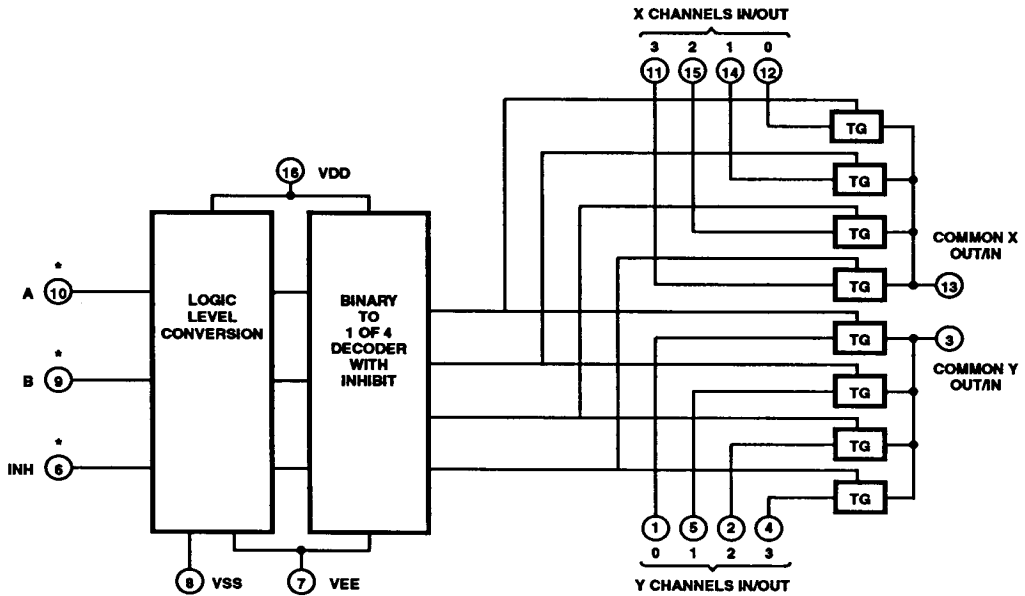 X CHANNELS IN/OUT
3 2 1 0
11 15 14 12
TG
16 VDD
TG
TG
COMMON X
OUT/IN
*
A 10
LOGIC
LEVEL
CONVERSION
BINARY
TO
1 OF 4
DECODER
WITH
INHIBIT
TG
13
TG
3
*
B 9
COMMON Y
OUT/IN
TG
TG
*
INH 6
TG
1 5 2 4
0 1 2 3
8 VSS
7 VEE
Y CHANNELS IN/OUT